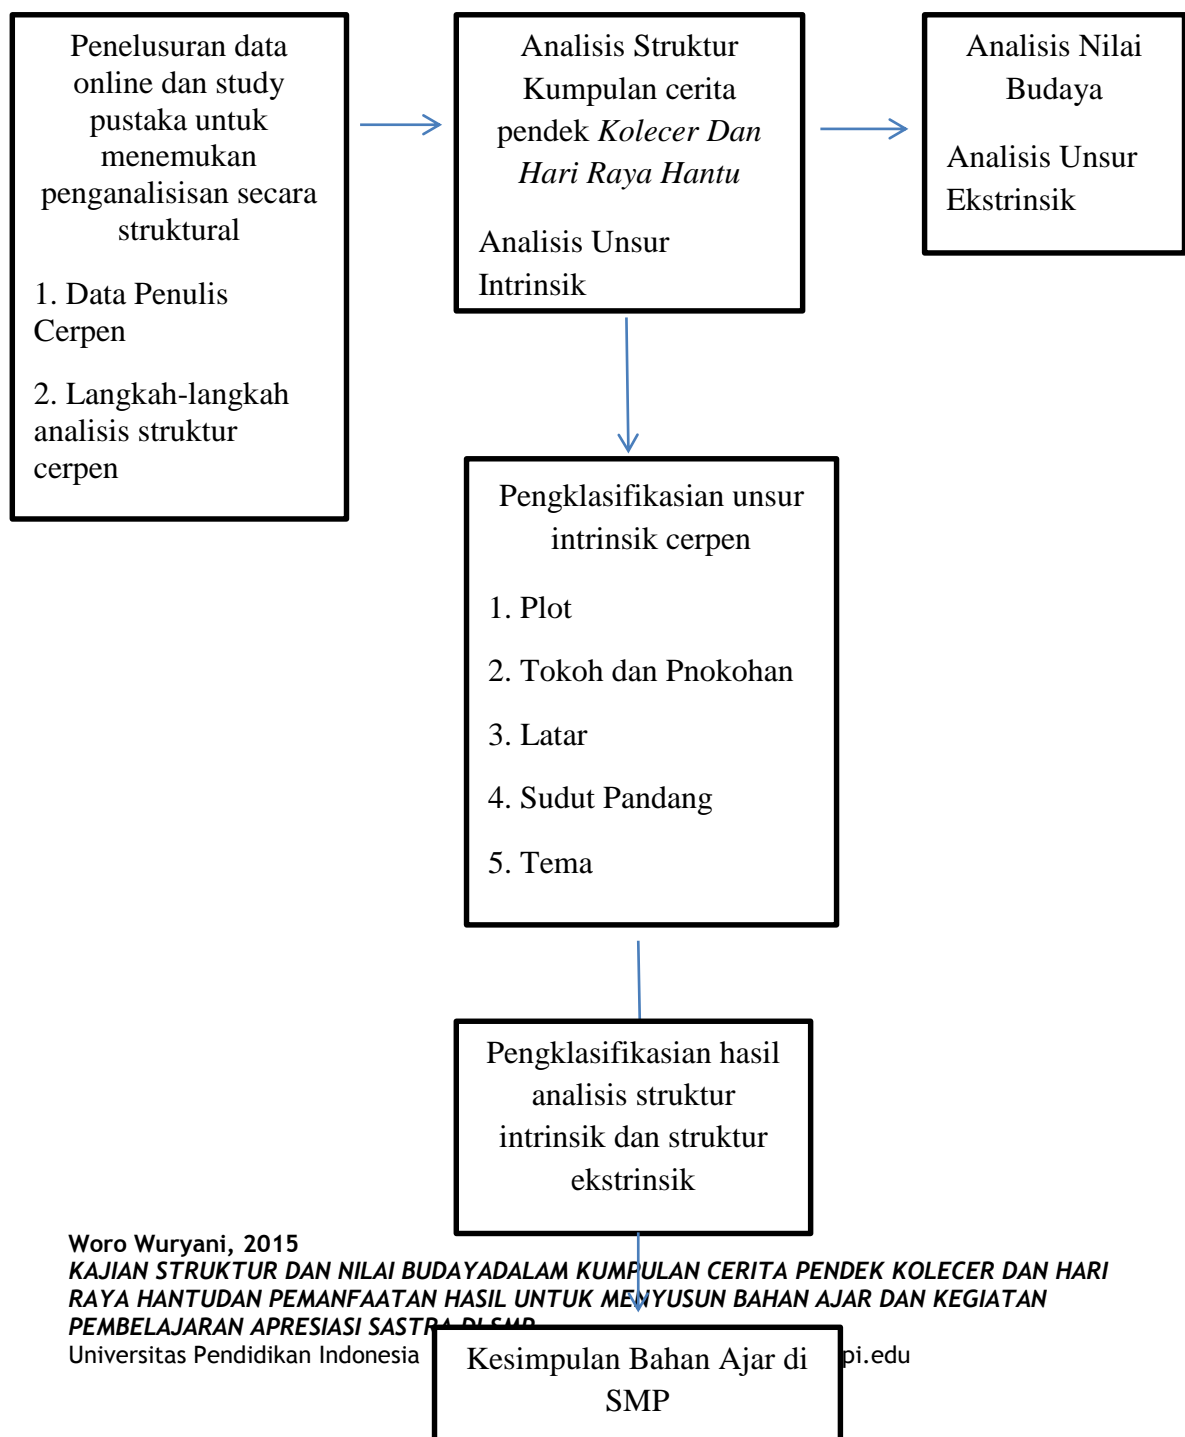 Penelusuran data
online dan study
pustaka untuk
menemukan
penganalisisan secara
struktural
1. Data Penulis
Cerpen
2. Langkah-langkah
analisis struktur
cerpen
Analisis Struktur
Kumpulan cerita
pendek Kolecer Dan
Hari Raya Hantu
Analisis Unsur
Intrinsik
Analisis Nilai
Budaya
Analisis Unsur
Ekstrinsik
Pengklasifikasian unsur
intrinsik cerpen
1. Plot
2. Tokoh dan Pnokohan
3. Latar
4. Sudut Pandang
5. Tema
Pengklasifikasian hasil
analisis struktur
intrinsik dan struktur
ekstrinsik
Woro Wuryani, 2015
KAJIAN STRUKTUR DAN NILAI BUDAYADALAM KUMPULAN CERITA PENDEK KOLECER DAN HARI
RAYA HANTUDAN PEMANFAATAN HASIL UNTUK MENYUSUN BAHAN AJAR DAN KEGIATAN
PEMBELAJARAN APRESIASI SASTRA DI SMP
Universitas Pendidikan Indonesia pi.edu
Kesimpulan Bahan Ajar di
SMP